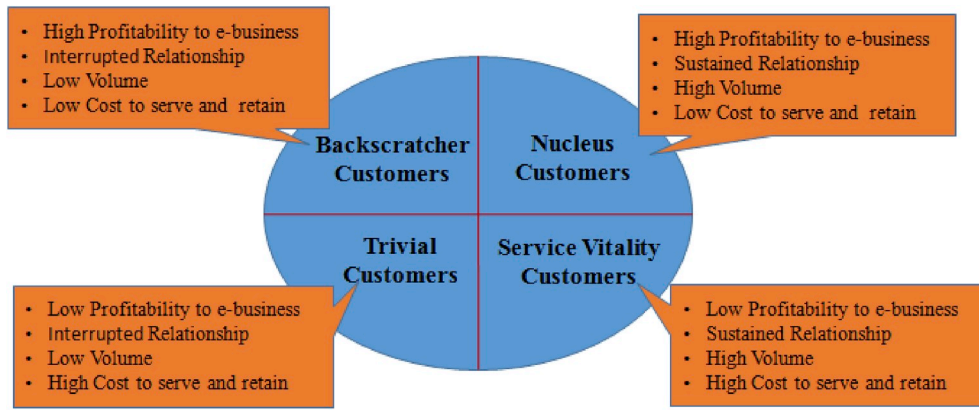 • High Profitability to e-business
• Interrupted Relationship
• Low Volume
• Low Cost to serve and retain
• High Profitability to e-business
• Sustained Relationship
• High Volume
• Low Cost to serve and retain
Backscratcher
Customers
Nucleus
Customers
Trivial
Customers
Service Vitality
Customers
• Low Profitability to e-business
• Interrupted Relationship
• Low Volume
• High Cost to serve and retain
• Low Profitability to e-business
• Sustained Relationship
• High Volume
• High Cost to serve and retain